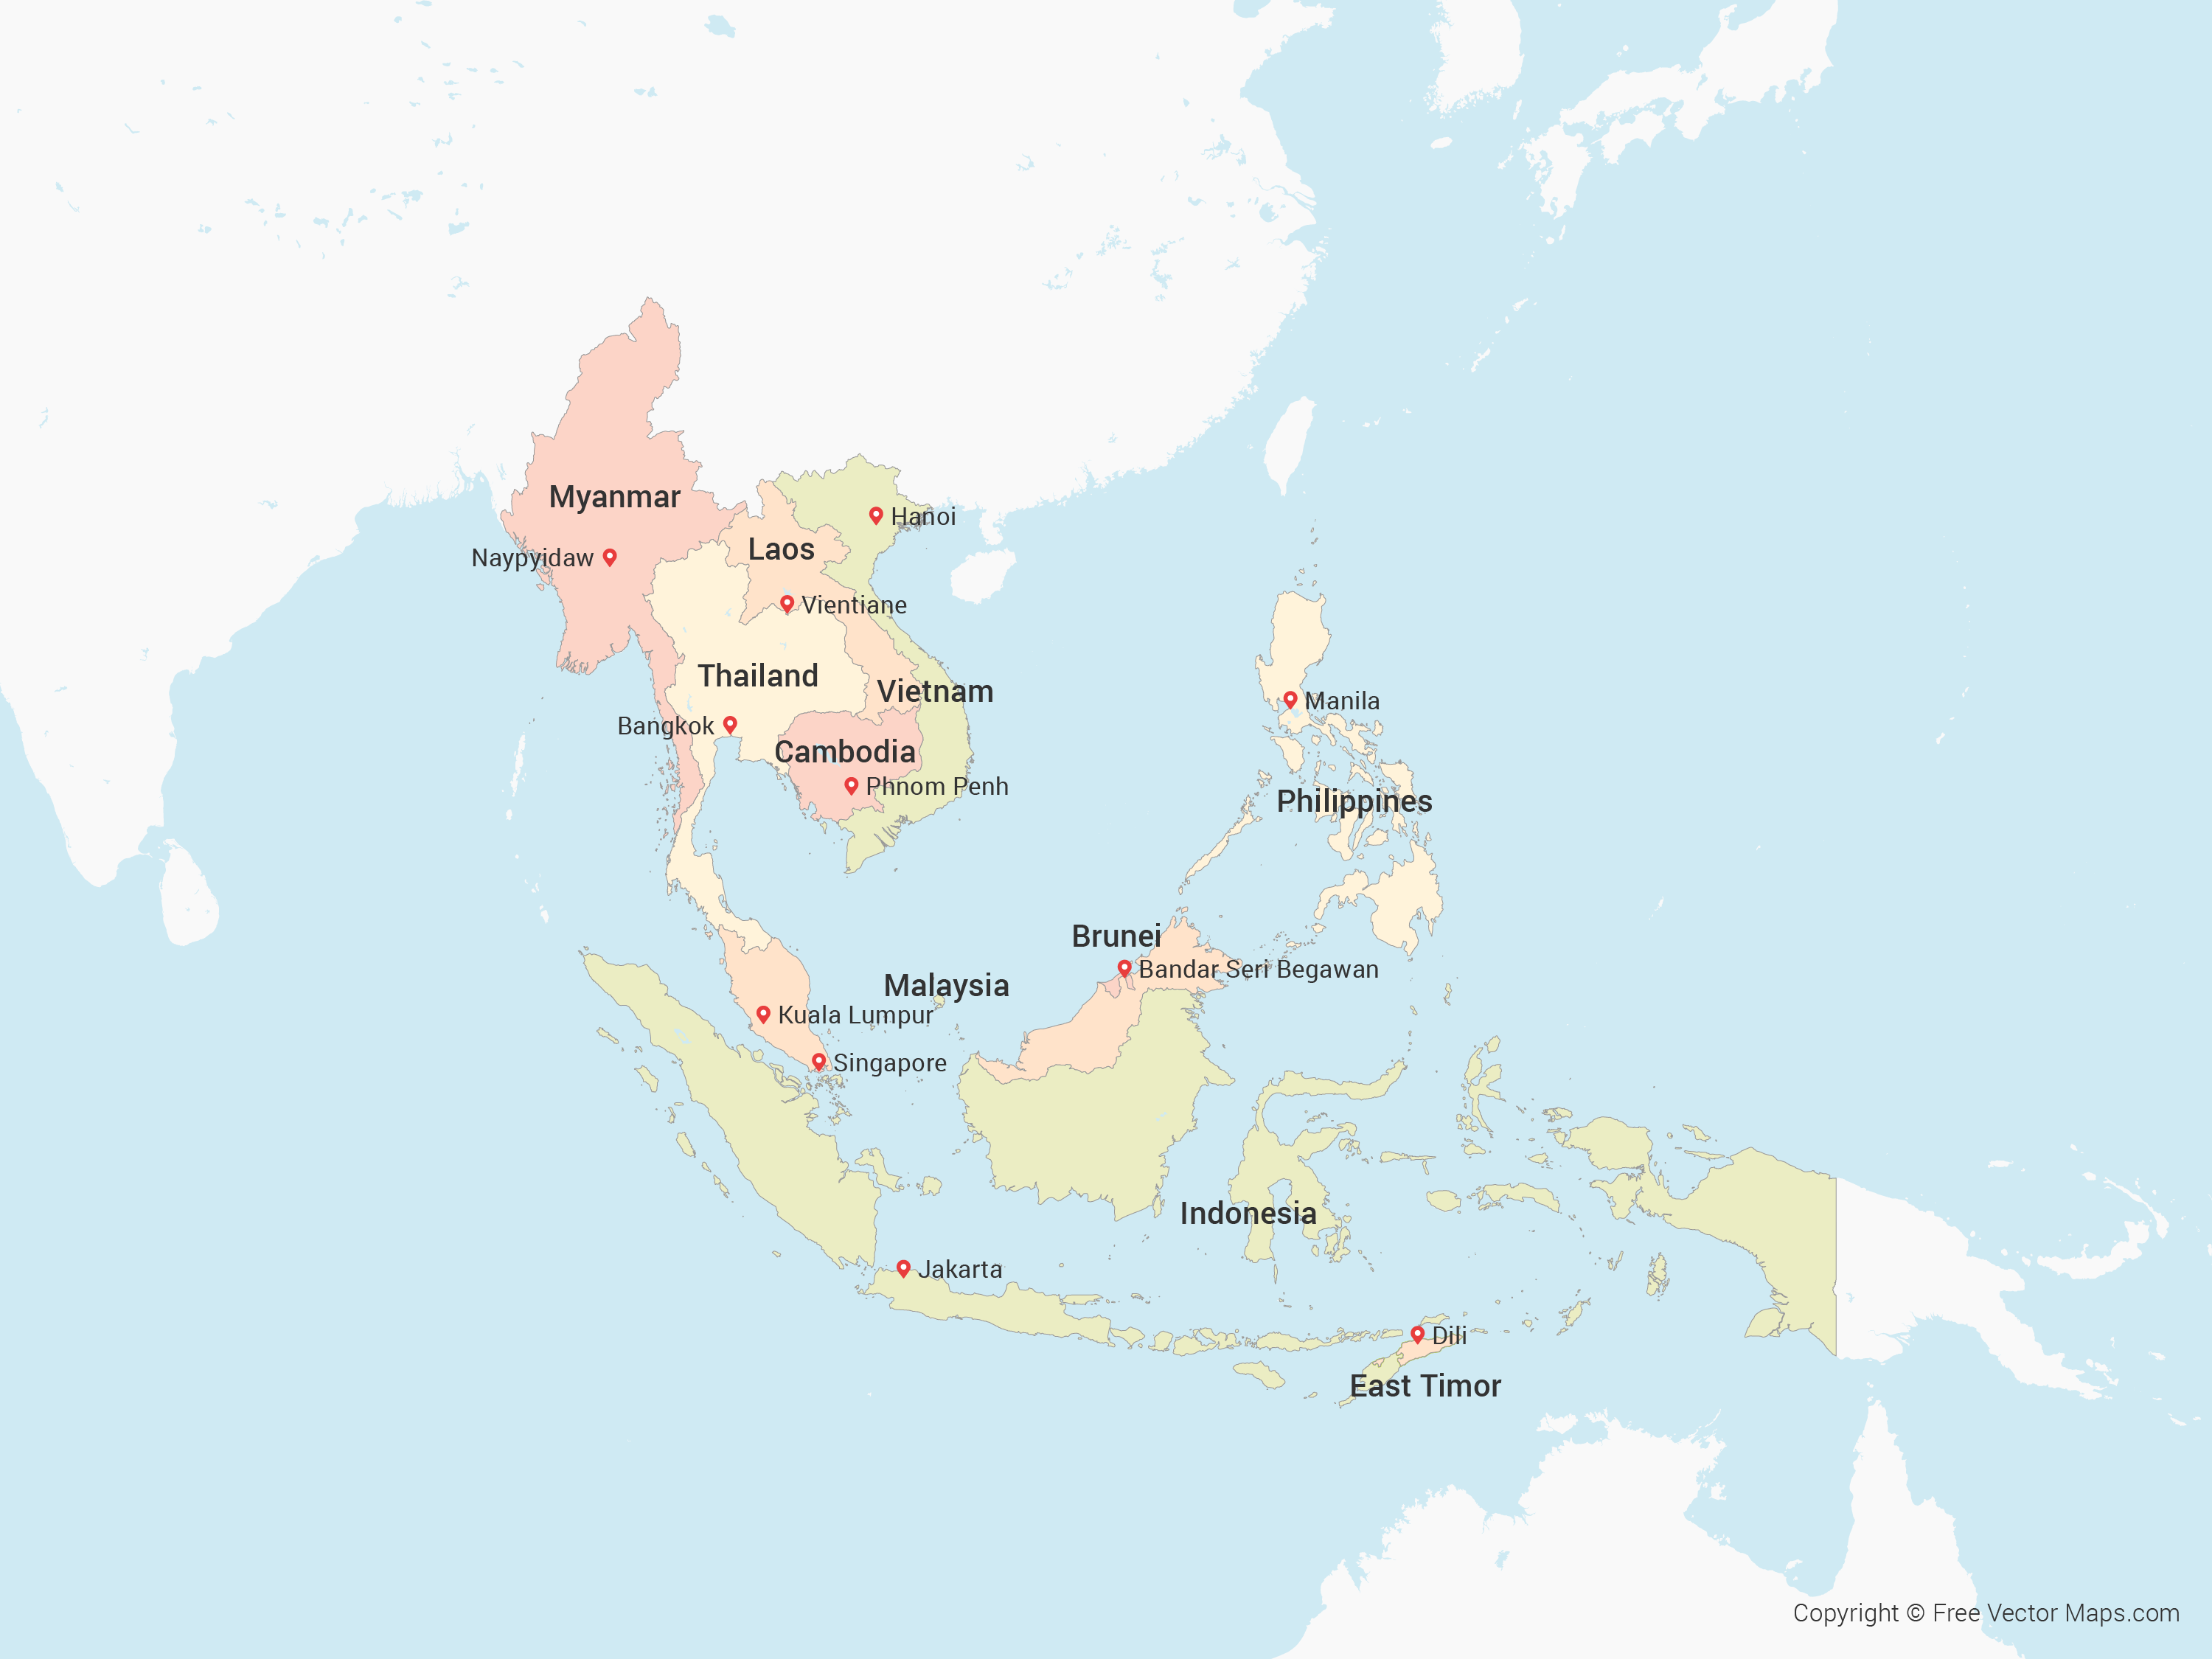 Myanmar
Hanoi
Laos
Naypyidaw
Vientiane
Thailand
Vietnam
Manila
Bangkok
Cambodia
Phnom Penh
Philippines
Brunei
Bandar Seri Begawan
Malaysia
Kuala Lumpur
Singapore
Indonesia
Jakarta
Dili
East Timor
Copyright © Free Vector Maps.com